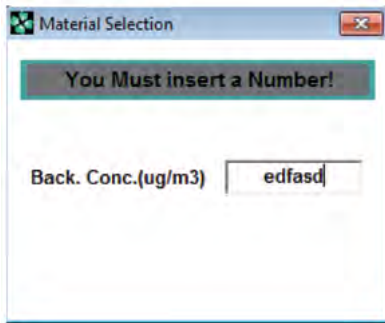 Material Selection
You Must insert a Number!
Back. Conc.(ug/m3) edfasd